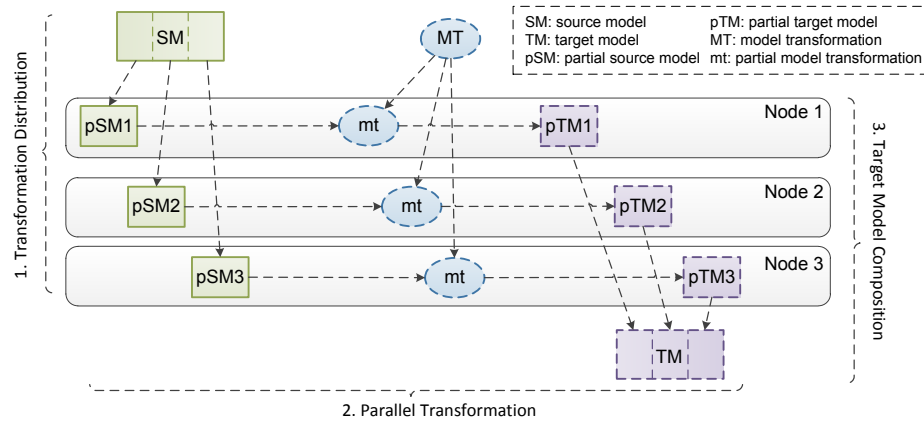 SM
MT
SM: source model
pTM: partial target model
TM: target model
MT: model transformation
pSM: partial source model
mt: partial model transformation
1. Transformation Distribution
pSM1
mt
pTM1
Node 1
pSM2
mt
pTM2
Node 2
pSM3
mt
pTM3
Node 3
3. Target Model Composition
TM
2. Parallel Transformation